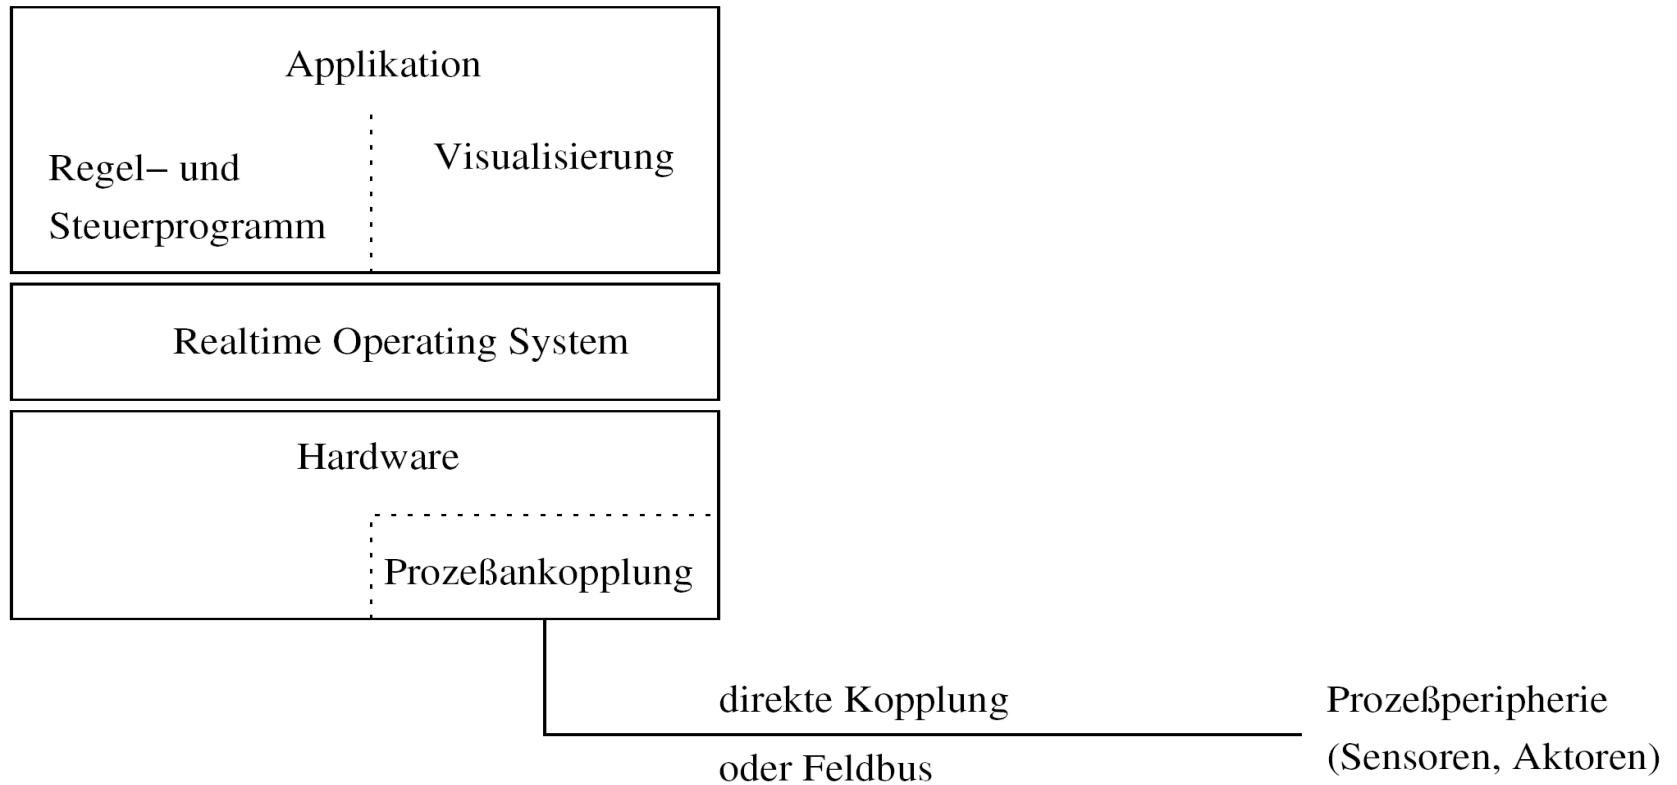 Applikation
Regel– und
Steuerprogramm
Visualisierung
Realtime Operating System
Hardware
Prozeßankopplung
direkte Kopplung
oder Feldbus
Prozeßperipherie
(Sensoren, Aktoren)